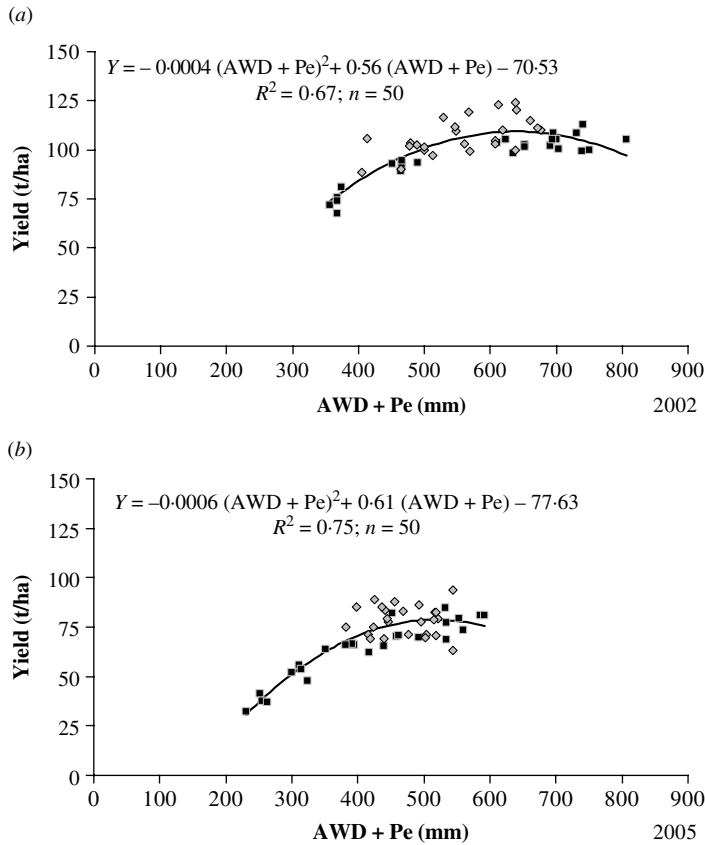 (a)
150
Y = – 0·0004 (AWD + Pe)² + 0·56 (AWD + Pe) – 70·53
R² = 0·67; n = 50
125
100
75
50
25
0
Yield (t/ha)
0 100 200 300 400 500 600 700 800 900
AWD + Pe (mm)
2002
(b)
150
Y = –0·0006 (AWD + Pe)² + 0·61 (AWD + Pe) – 77·63
R² = 0·75; n = 50
125
100
75
50
25
0
Yield (t/ha)
0 100 200 300 400 500 600 700 800 900
AWD + Pe (mm)
2005